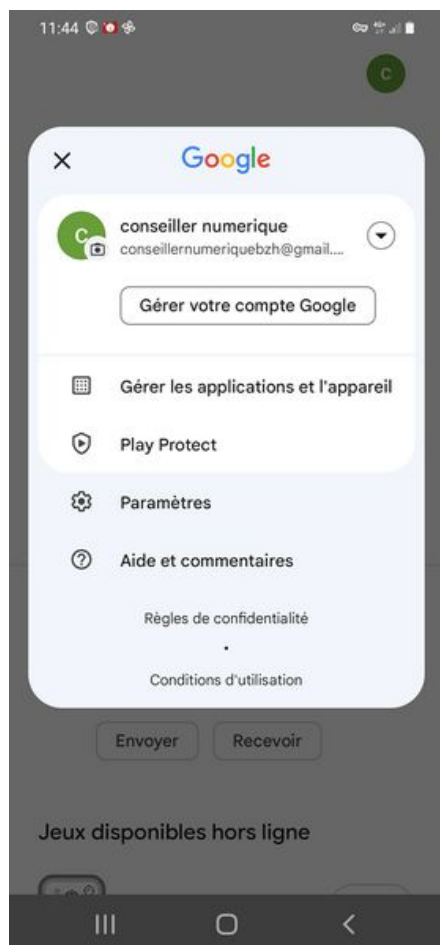 11:44
C
Google
C
conseiller numerique
conseillernumeriquebzh@gmail....
Gérer votre compte Google
Gérer les applications et l'appareil
Play Protect
Paramètres
Aide et commentaires
Règles de confidentialité
·
Conditions d'utilisation
Envoyer Recevoir
Jeux disponibles hors ligne